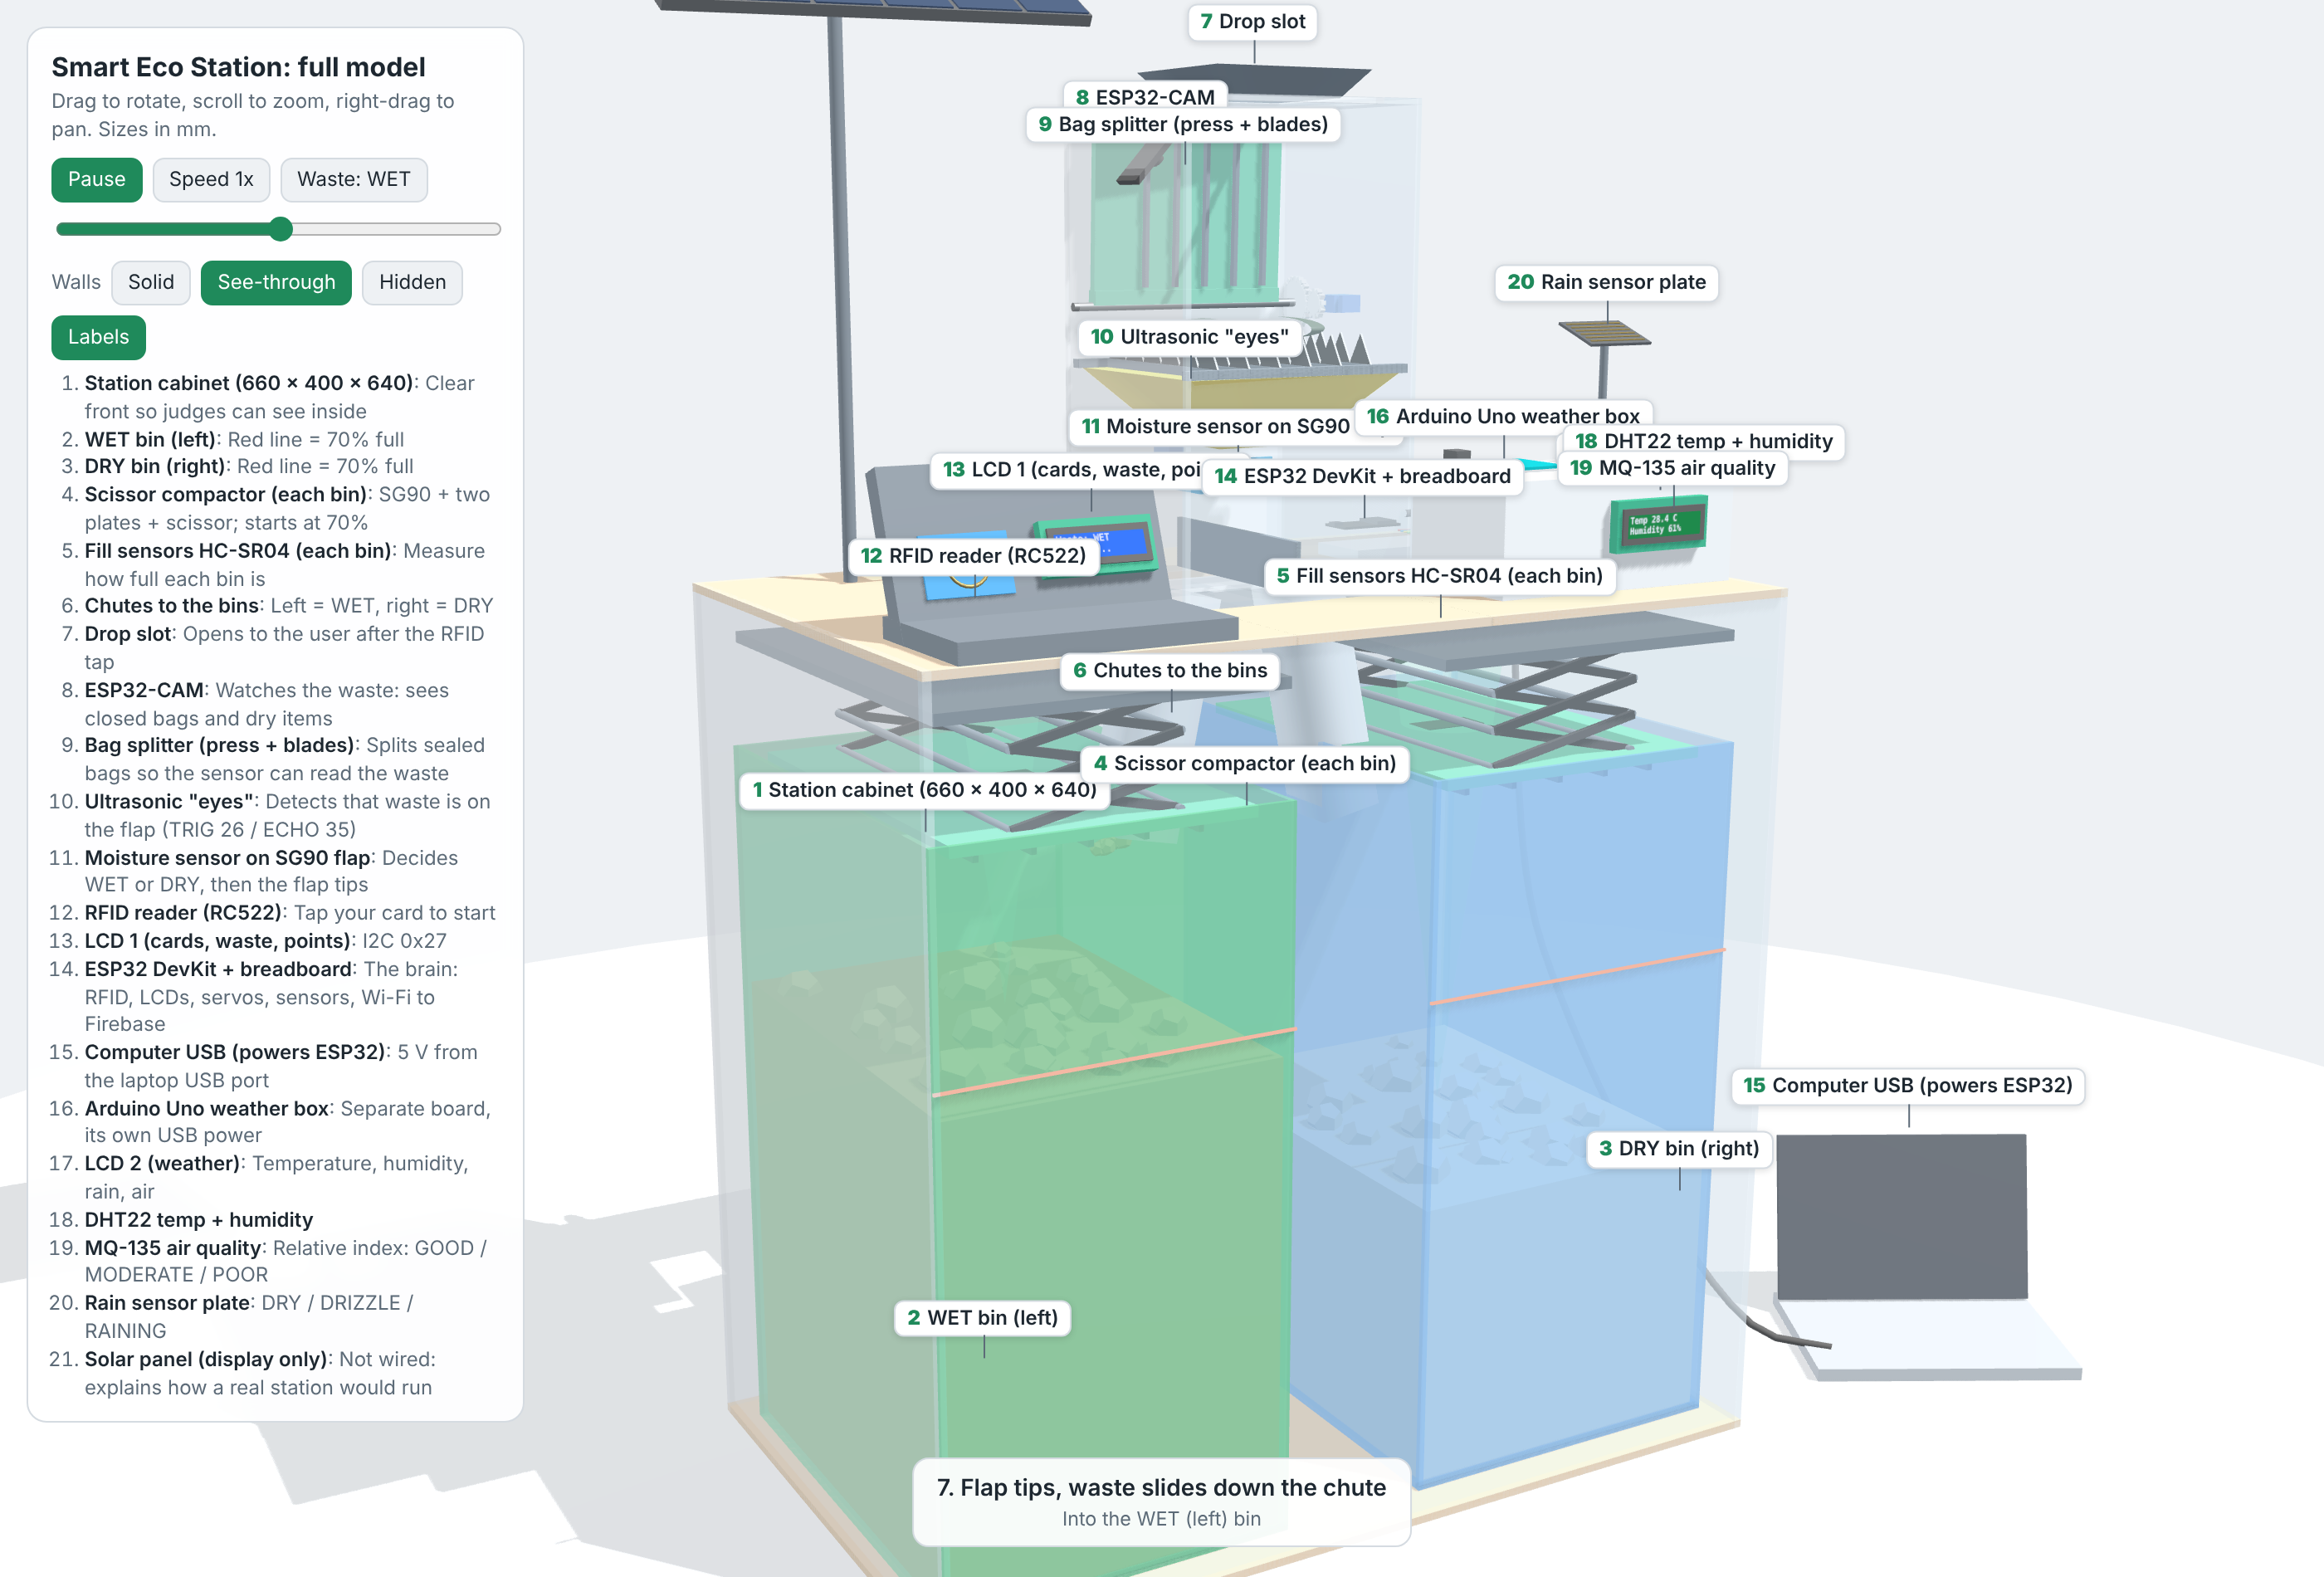 Smart Eco Station: full model
Drag to rotate, scroll to zoom, right-drag to
pan. Sizes in mm.
Pause
Speed 1x
Waste: WET
Walls
Solid
See-through
Hidden
Labels
1. Station cabinet (660 × 400 × 640): Clear
front so judges can see inside
2. WET bin (left): Red line = 70% full
3. DRY bin (right): Red line = 70% full
4. Scissor compactor (each bin): SG90 + two
plates + scissor; starts at 70%
5. Fill sensors HC-SR04 (each bin): Measure
how full each bin is
6. Chutes to the bins: Left = WET, right = DRY
7. Drop slot: Opens to the user after the RFID
tap
8. ESP32-CAM: Watches the waste: sees
closed bags and dry items
9. Bag splitter (press + blades): Splits sealed
bags so the sensor can read the waste
10. Ultrasonic "eyes": Detects that waste is on
the flap (TRIG 26 / ECHO 35)
11. Moisture sensor on SG90 flap: Decides
WET or DRY, then the flap tips
12. RFID reader (RC522): Tap your card to start
13. LCD 1 (cards, waste, points): I2C 0x27
14. ESP32 DevKit + breadboard: The brain:
RFID, LCDs, servos, sensors, Wi-Fi to
Firebase
15. Computer USB (powers ESP32): 5 V from
the laptop USB port
16. Arduino Uno weather box: Separate board,
its own USB power
17. LCD 2 (weather): Temperature, humidity,
rain, air
18. DHT22 temp + humidity
19. MQ-135 air quality: Relative index: GOOD /
MODERATE / POOR
20. Rain sensor plate: DRY / DRIZZLE /
RAINING
21. Solar panel (display only): Not wired:
explains how a real station would run
7 Drop slot
8 ESP32-CAM
9 Bag splitter (press + blades)
20 Rain sensor plate
10 Ultrasonic "eyes"
16 Arduino Uno weather box
11 Moisture sensor on SG90
18 DHT22 temp + humidity
13 LCD 1 (cards, waste,
14 ESP32 DevKit + breadboard
19 MQ-135 air quality
Temp 28.4 C
Humidity 61%
12 RFID reader (RC522)
5 Fill sensors HC-SR04 (each bin)
6 Chutes to the bins
4 Scissor compactor (each bin)
1 Station cabinet (660 × 400 × 640)
15 Computer USB (powers ESP32)
3 DRY bin (right)
2 WET bin (left)
7. Flap tips, waste slides down the chute
Into the WET (left) bin